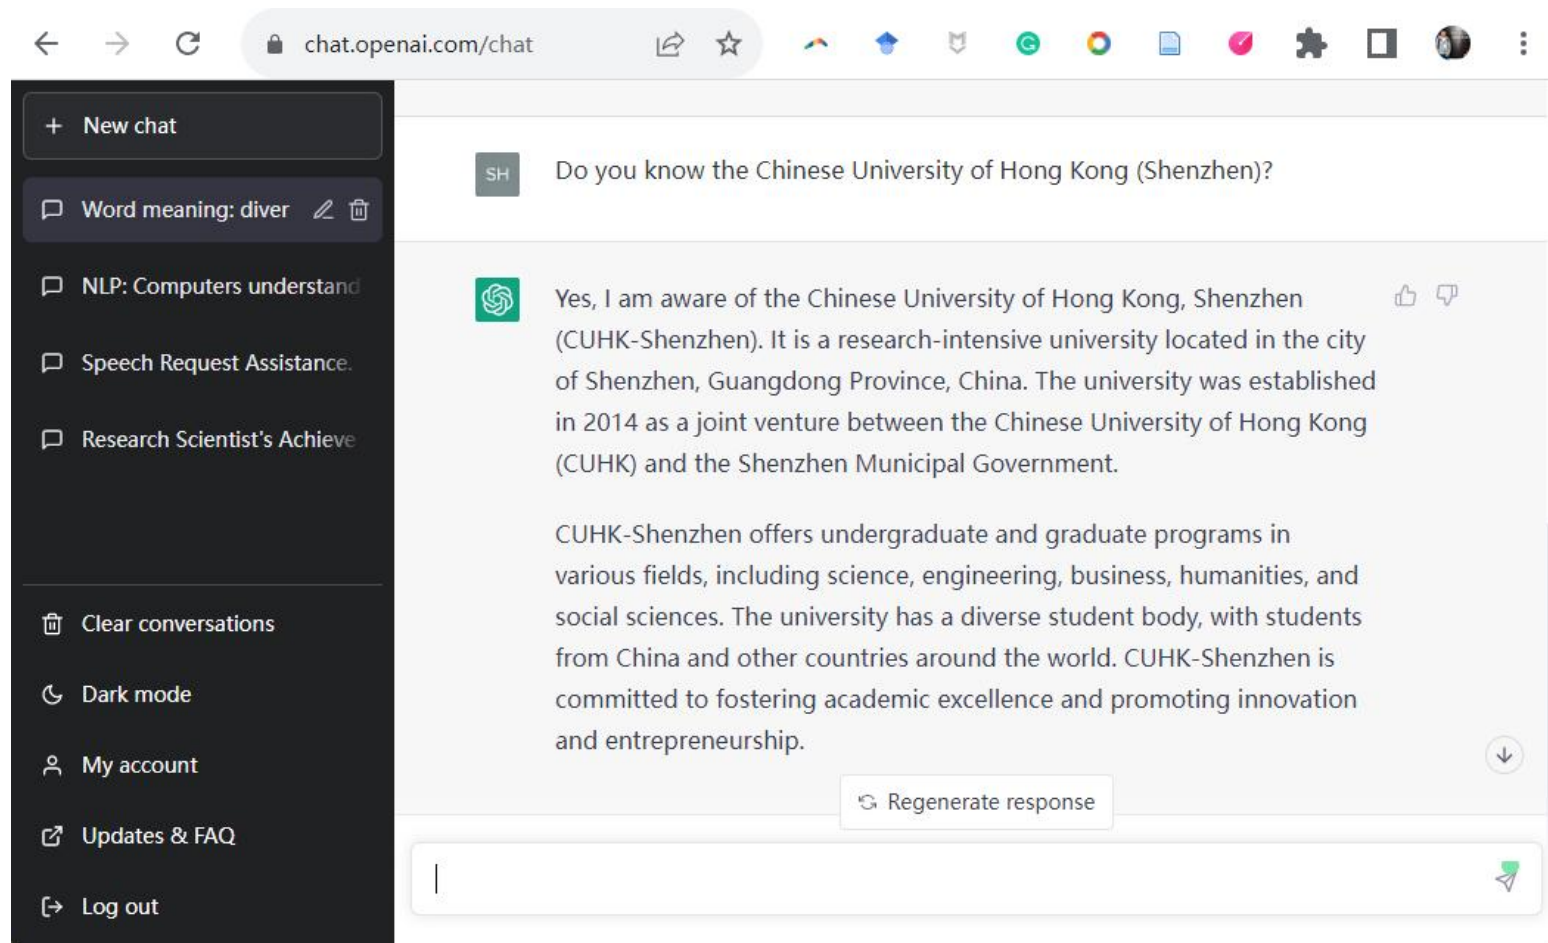 chat.openai.com/chat
New chat
Word meaning: diver
NLP: Computers understand
Speech Request Assistance.
Research Scientist's Achieve
Clear conversations
Dark mode
My account
Updates & FAQ
Log out
SH
Do you know the Chinese University of Hong Kong (Shenzhen)?
Yes, I am aware of the Chinese University of Hong Kong, Shenzhen
(CUHK-Shenzhen). It is a research-intensive university located in the city
of Shenzhen, Guangdong Province, China. The university was established
in 2014 as a joint venture between the Chinese University of Hong Kong
(CUHK) and the Shenzhen Municipal Government.
CUHK-Shenzhen offers undergraduate and graduate programs in
various fields, including science, engineering, business, humanities, and
social sciences. The university has a diverse student body, with students
from China and other countries around the world. CUHK-Shenzhen is
committed to fostering academic excellence and promoting innovation
and entrepreneurship.
Regenerate response